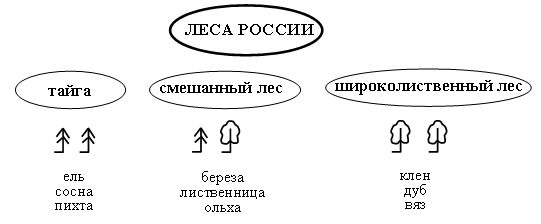 ЛЕСА РОССИИ
тайга
смешанный лес
широколиственный лес
ель
сосна
пихта
береза
лиственница
ольха
клен
дуб
вяз